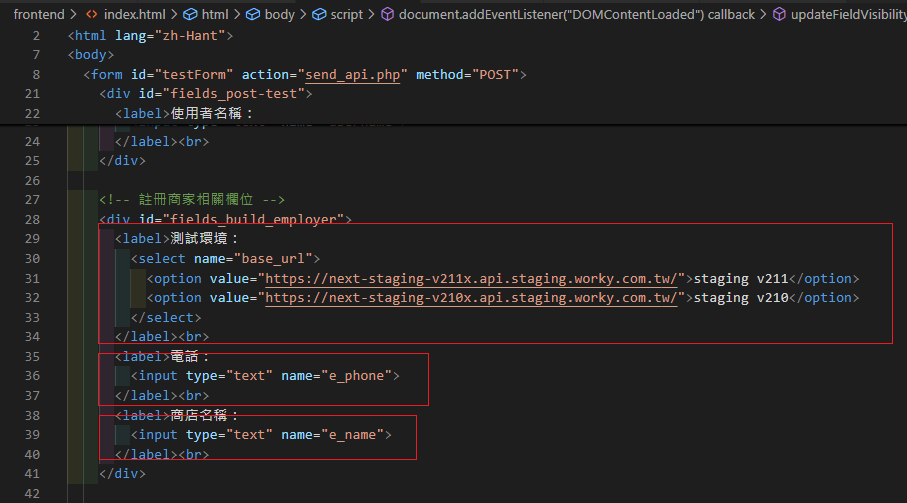 frontend > index.html > html > body > script > document.addEventListener("DOMContentLoaded") callback > updateFieldVisibility
2 <html lang="zh-Hant">
7 <body>
8 <form id="testForm" action="send_api.php" method="POST">
21 <div id="fields_post-test">
22 <label>使用者名稱：
24 </label><br>
25 </div>
26
27 <!-- 註冊商家相關欄位 -->
28 <div id="fields_build_employer">
29 <label>測試環境：
30 <select name="base_url">
31 <option value="https://next-staging-v211x.api.staging.worky.com.tw/">staging v211</option>
32 <option value="https://next-staging-v210x.api.staging.worky.com.tw/">staging v210</option>
33 </select>
34 </label><br>
35 <label>電話：
36 <input type="text" name="e_phone">
37 </label><br>
38 <label>商店名稱：
39 <input type="text" name="e_name">
40 </label><br>
41 </div>
42